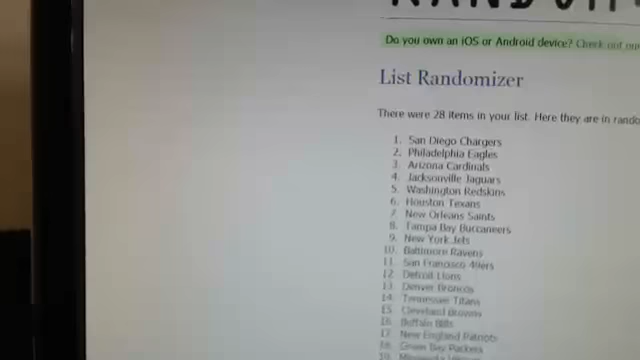 Do you own an iOS or Android device? Check out our
List Randomizer
There were 28 items in your list. Here they are in rando
1. San Diego Chargers
2. Philadelphia Eagles
3. Arizona Cardinals
4. Jacksonville Jaguars
5. Washington Redskins
6. Houston Texans
7. New Orleans Saints
8. Tampa Bay Buccaneers
9. New York Jets
10. Baltimore Ravens
11. San Francisco 49ers
12. Detroit Lions
13. Denver Broncos
14. Tennessee Titans
15. Cleveland Browns
16. Buffalo Bills
17. New England Patriots
18. Green Bay Packers
19. Minnesota